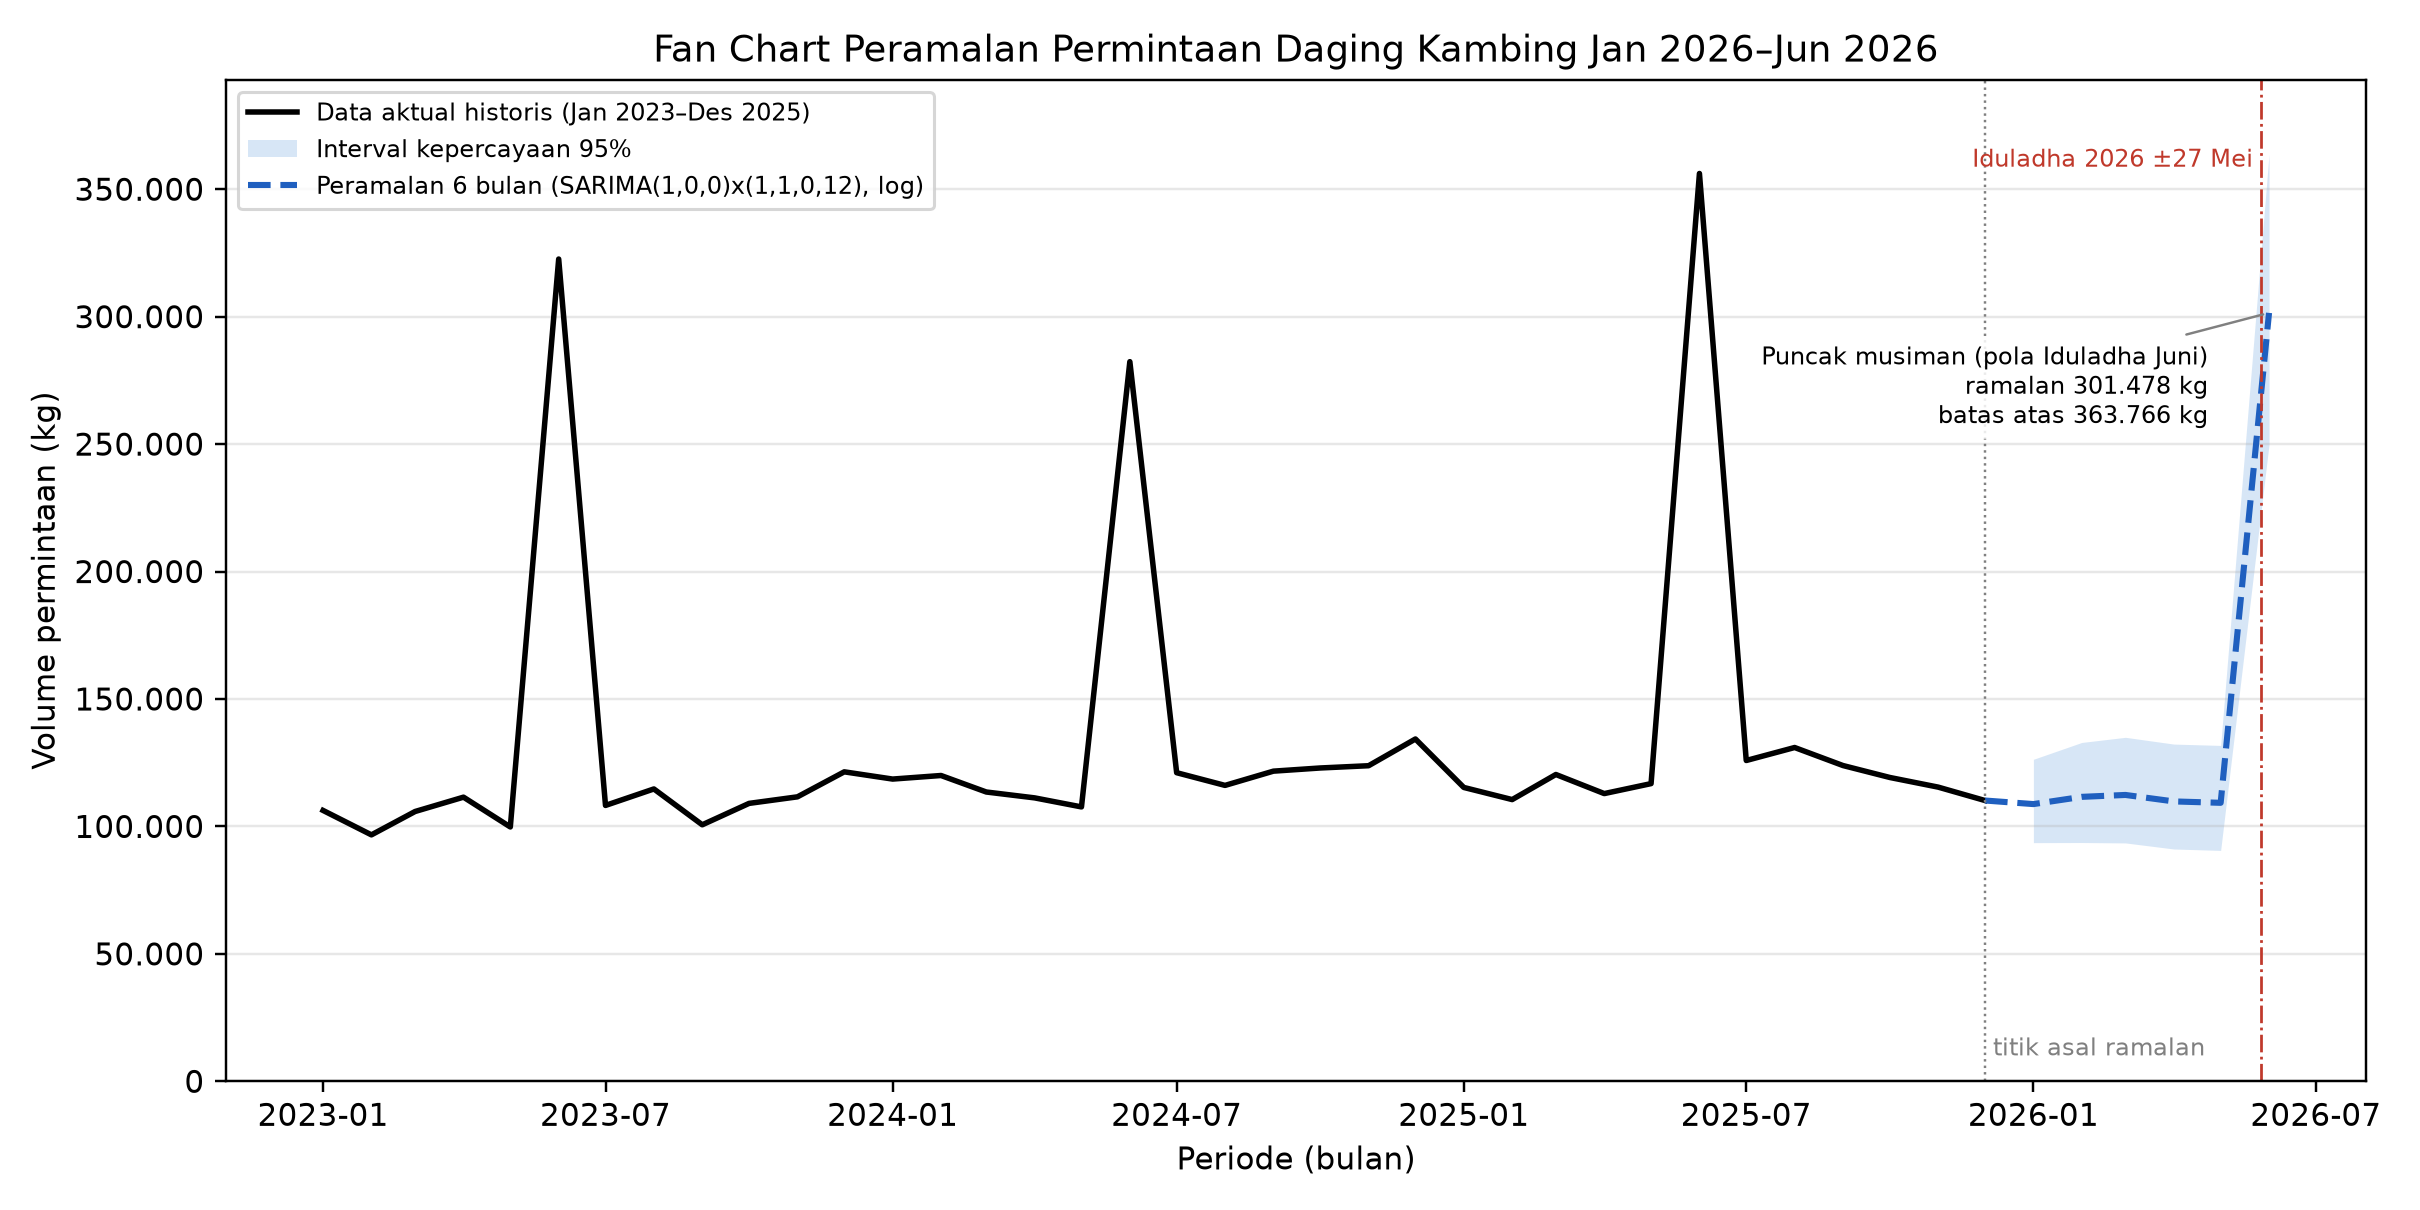 Fan Chart Peramalan Permintaan Daging Kambing Jan 2026–Jun 2026
Data aktual historis (Jan 2023–Des 2025)
Interval kepercayaan 95%
Peramalan 6 bulan (SARIMA(1,0,0)x(1,1,0,12), log)
Iduladha 2026 ±27 Mei
Puncak musiman (pola Iduladha Juni)
ramalan 301.478 kg
batas atas 363.766 kg
titik asal ramalan
Volume permintaan (kg)
350.000
300.000
250.000
200.000
150.000
100.000
50.000
0
2023-01
2023-07
2024-01
2024-07
2025-01
2025-07
2026-01
2026-07
Periode (bulan)